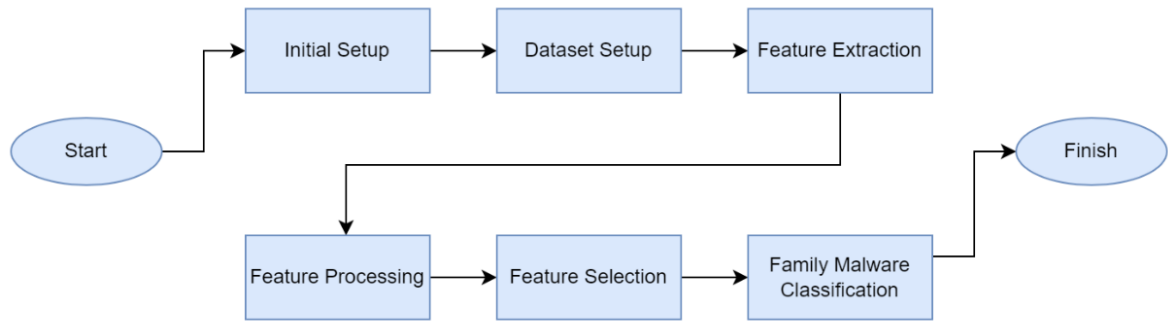 Start
Initial Setup
Dataset Setup
Feature Extraction
Feature Processing
Feature Selection
Family Malware
Classification
Finish